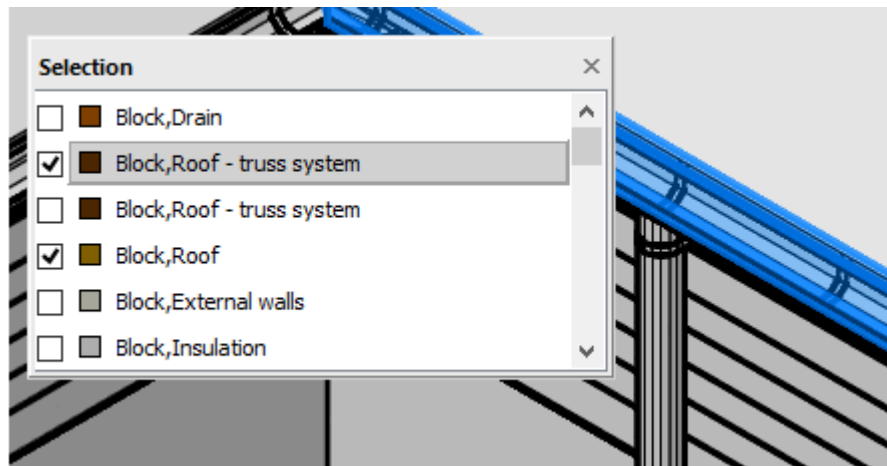 Selection
Block,Drain
Block,Roof - truss system
Block,Roof - truss system
Block,Roof
Block,External walls
Block,Insulation